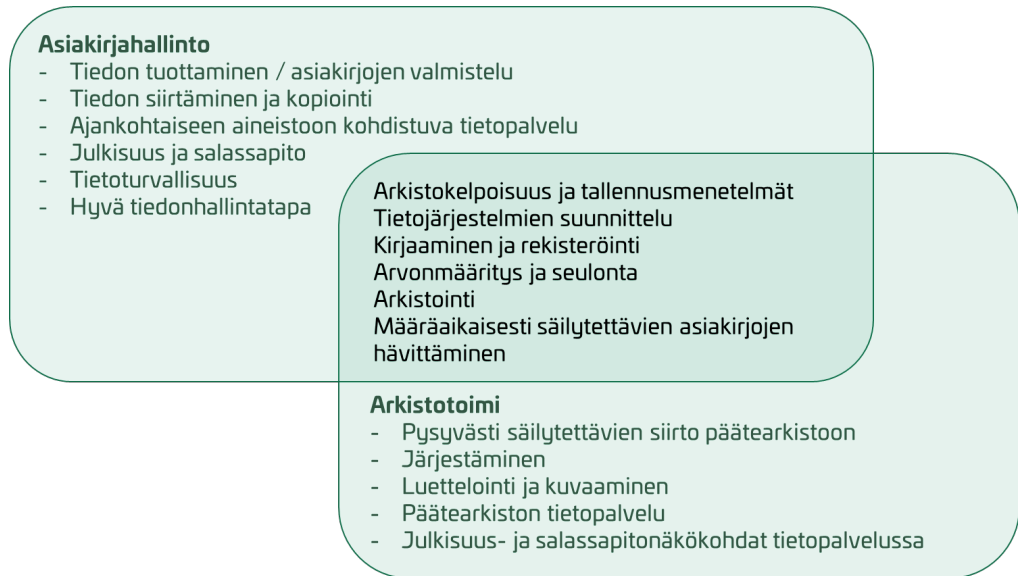 Asiakirjahallinto
- Tiedon tuottaminen / asiakirjojen valmistelu
- Tiedon siirtäminen ja kopiointi
- Ajankohtaiseen aineistoon kohdistuva tietopalvelu
- Julkisuus ja salassapito
- Tietoturvallisuus
- Hyvä tiedonhallintatapa
Arkistokelpoisuus ja tallennusmenetelmät
Tietojärjestelmien suunnittelu
Kirjaaminen ja rekisteröinti
Arvonmääritys ja seulonta
Arkistointi
Määräaikaisesti säilytettävien asiakirjojen
hävittäminen
Arkistotoimi
- Pysyvästi säilytettävien siirto päätearkistoon
- Järjestäminen
- Luettelointi ja kuvaaminen
- Päätearkiston tietopalvelu
- Julkisuus- ja salassapitonäkökohdat tietopalvelussa